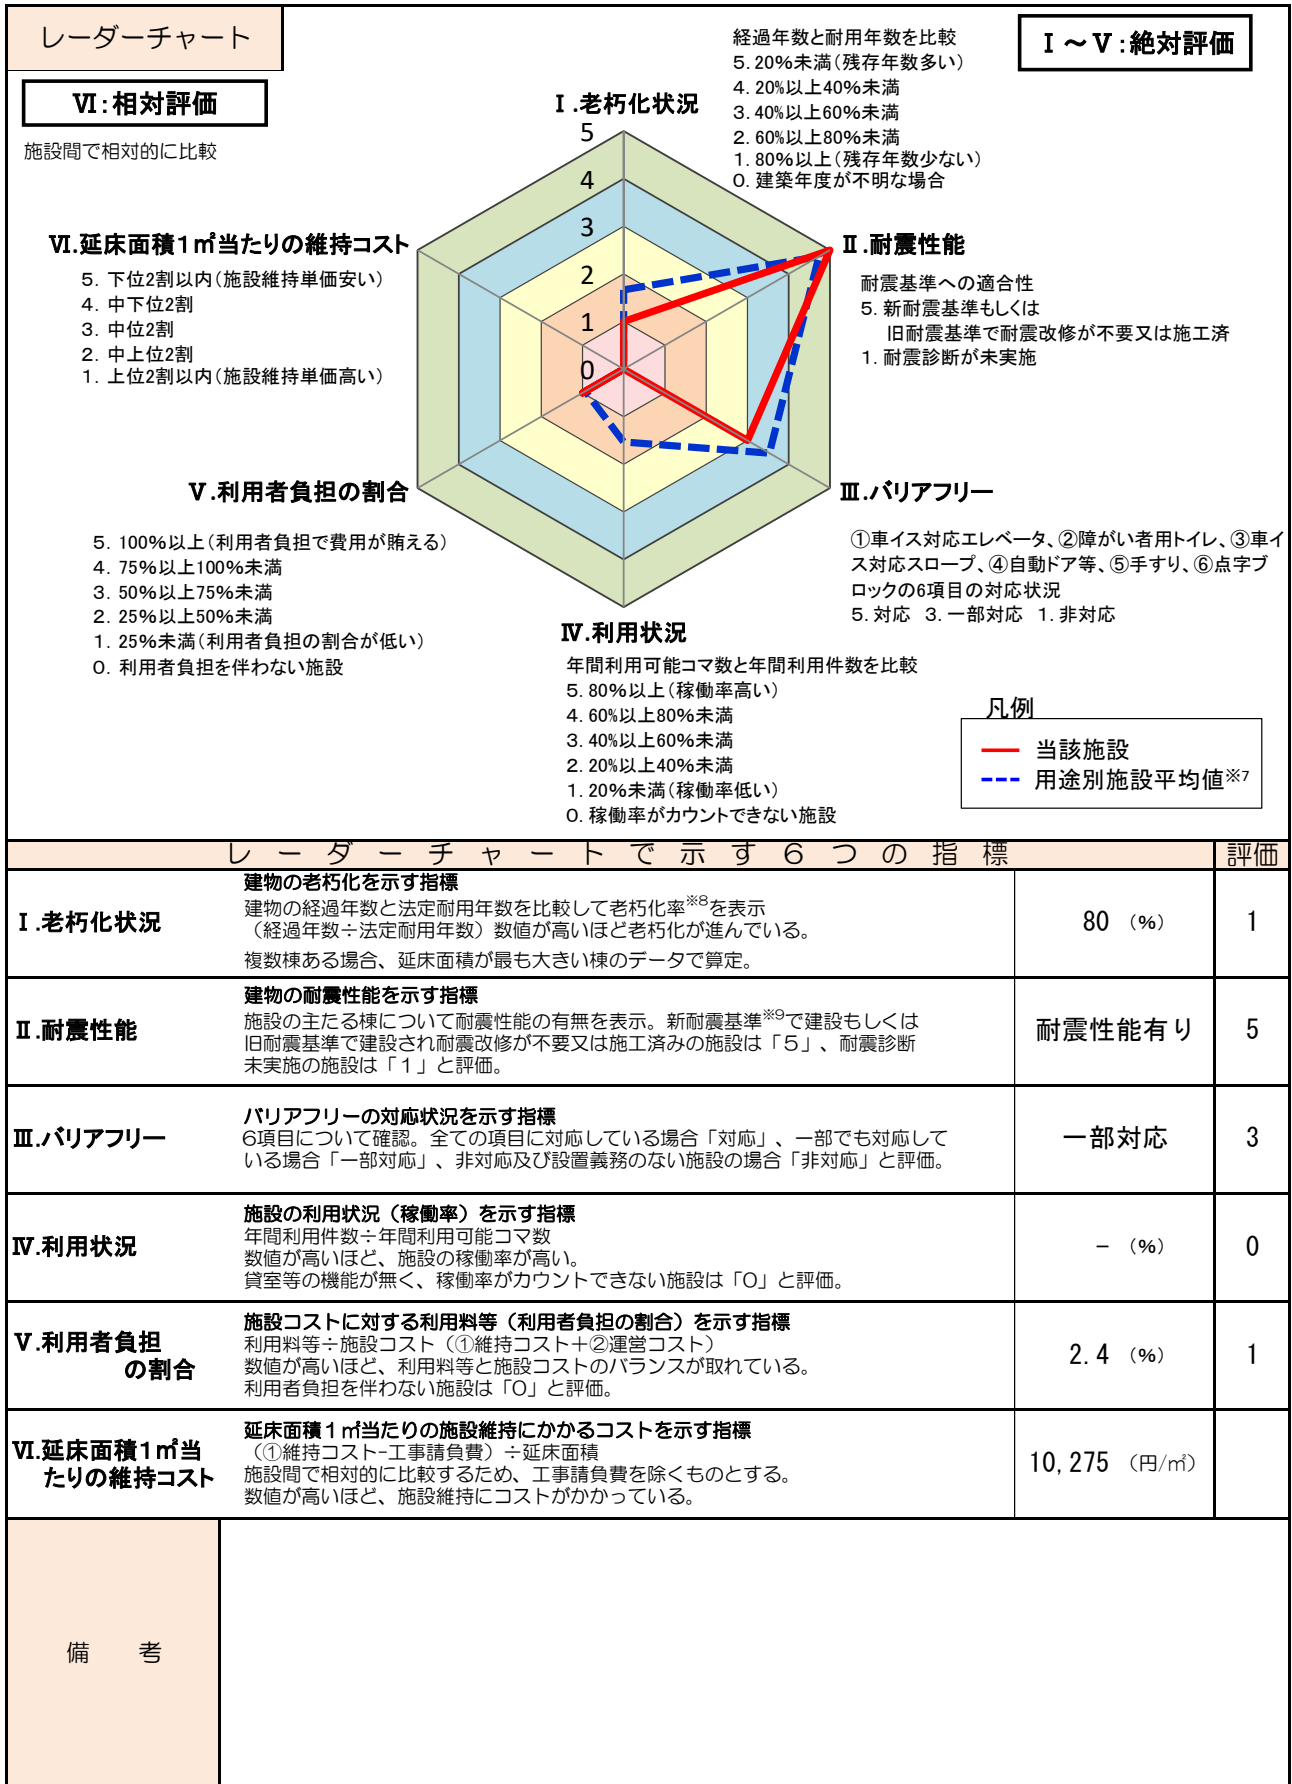 レーダーチャート
Ⅰ～Ⅴ:絶対評価
Ⅵ:相対評価
施設間で相対的に比較
Ⅰ.老朽化状況
経過年数と耐用年数を比較
5.20%未満(残存年数多い)
4.20%以上40%未満
3.40%以上60%未満
2.60%以上80%未満
1.80%以上(残存年数少ない)
0.建築年度が不明な場合
5
4
3
2
1
0
Ⅱ.耐震性能
耐震基準への適合性
5.新耐震基準もしくは
旧耐震基準で耐震改修が不要又は施工済
1.耐震診断が未実施
Ⅲ.バリアフリー
①車イス対応エレベータ、②障がい者用トイレ、③車イ
ス対応スロープ、④自動ドア等、⑤手すり、⑥点字ブ
ロックの6項目の対応状況
5.対応 3.一部対応 1.非対応
Ⅳ.利用状況
年間利用可能コマ数と年間利用件数を比較
5.80%以上(稼働率高い)
4.60%以上80%未満
3.40%以上60%未満
2.20%以上40%未満
1.20%未満(稼働率低い)
0.稼働率がカウントできない施設
Ⅴ.利用者負担の割合
5.100%以上(利用者負担で費用が賄える)
4.75%以上100%未満
3.50%以上75%未満
2.25%以上50%未満
1.25%未満(利用者負担の割合が低い)
0.利用者負担を伴わない施設
Ⅵ.延床面積1㎡当たりの維持コスト
5.下位2割以内(施設維持単価安い)
4.中下位2割
3.中位2割
2.中上位2割
1.上位2割以内(施設維持単価高い)
凡例
当該施設
用途別施設平均値※7
レーダーチャートで示す6つの指標 評価
Ⅰ.老朽化状況
建物の老朽化を示す指標
建物の経過年数と法定耐用年数を比較して老朽化率※8を表示
（経過年数÷法定耐用年数）数値が高いほど老朽化が進んでいる。
複数棟ある場合、延床面積が最も大きい棟のデータで算定。
80 (%) 1
Ⅱ.耐震性能
建物の耐震性能を示す指標
施設の主たる棟について耐震性能の有無を表示。新耐震基準※9で建設もしくは
旧耐震基準で建設され耐震改修が不要又は施工済みの施設は「5」、耐震診断
未実施の施設は「1」と評価。
耐震性能有り 5
Ⅲ.バリアフリー
バリアフリーの対応状況を示す指標
6項目について確認。全ての項目に対応している場合「対応」、一部でも対応して
いる場合「一部対応」、非対応及び設置義務のない施設の場合「非対応」と評価。
一部対応 3
Ⅳ.利用状況
施設の利用状況（稼働率）を示す指標
年間利用件数÷年間利用可能コマ数
数値が高いほど、施設の稼働率が高い。
貸室等の機能が無く、稼働率がカウントできない施設は「0」と評価。
- (%) 0
Ⅴ.利用者負担
の割合
施設コストに対する利用料等（利用者負担の割合）を示す指標
利用料等÷施設コスト（①維持コスト+②運営コスト）
数値が高いほど、利用料等と施設コストのバランスが取れている。
利用者負担を伴わない施設は「0」と評価。
2.4 (%) 1
Ⅵ.延床面積1㎡当
たりの維持コスト
延床面積1㎡当たりの施設維持にかかるコストを示す指標
（①維持コスト-工事請負費）÷延床面積
施設間で相対的に比較するため、工事請負費を除くものとする。
数値が高いほど、施設維持にコストがかかっている。
10,275 (円/㎡)
備 考